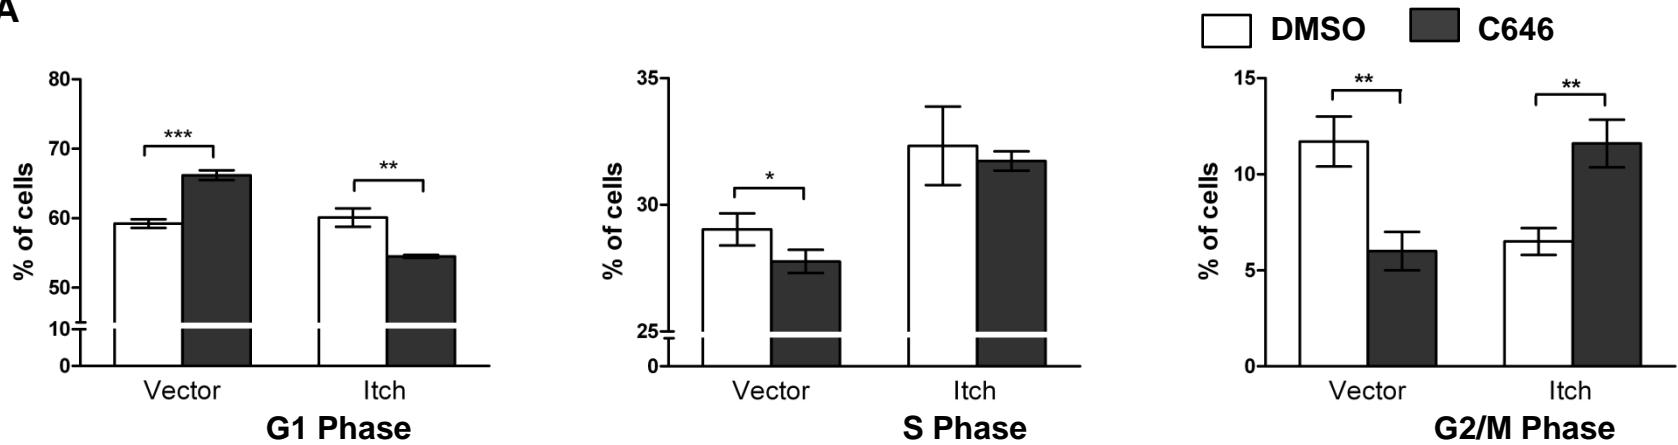 A
DMSO C646
80
70
60
50
10
0
% of cells
***
**
Vector Itch
G1 Phase
35
30
25
0
% of cells
*
Vector Itch
S Phase
15
10
5
0
% of cells
**
**
Vector Itch
G2/M Phase